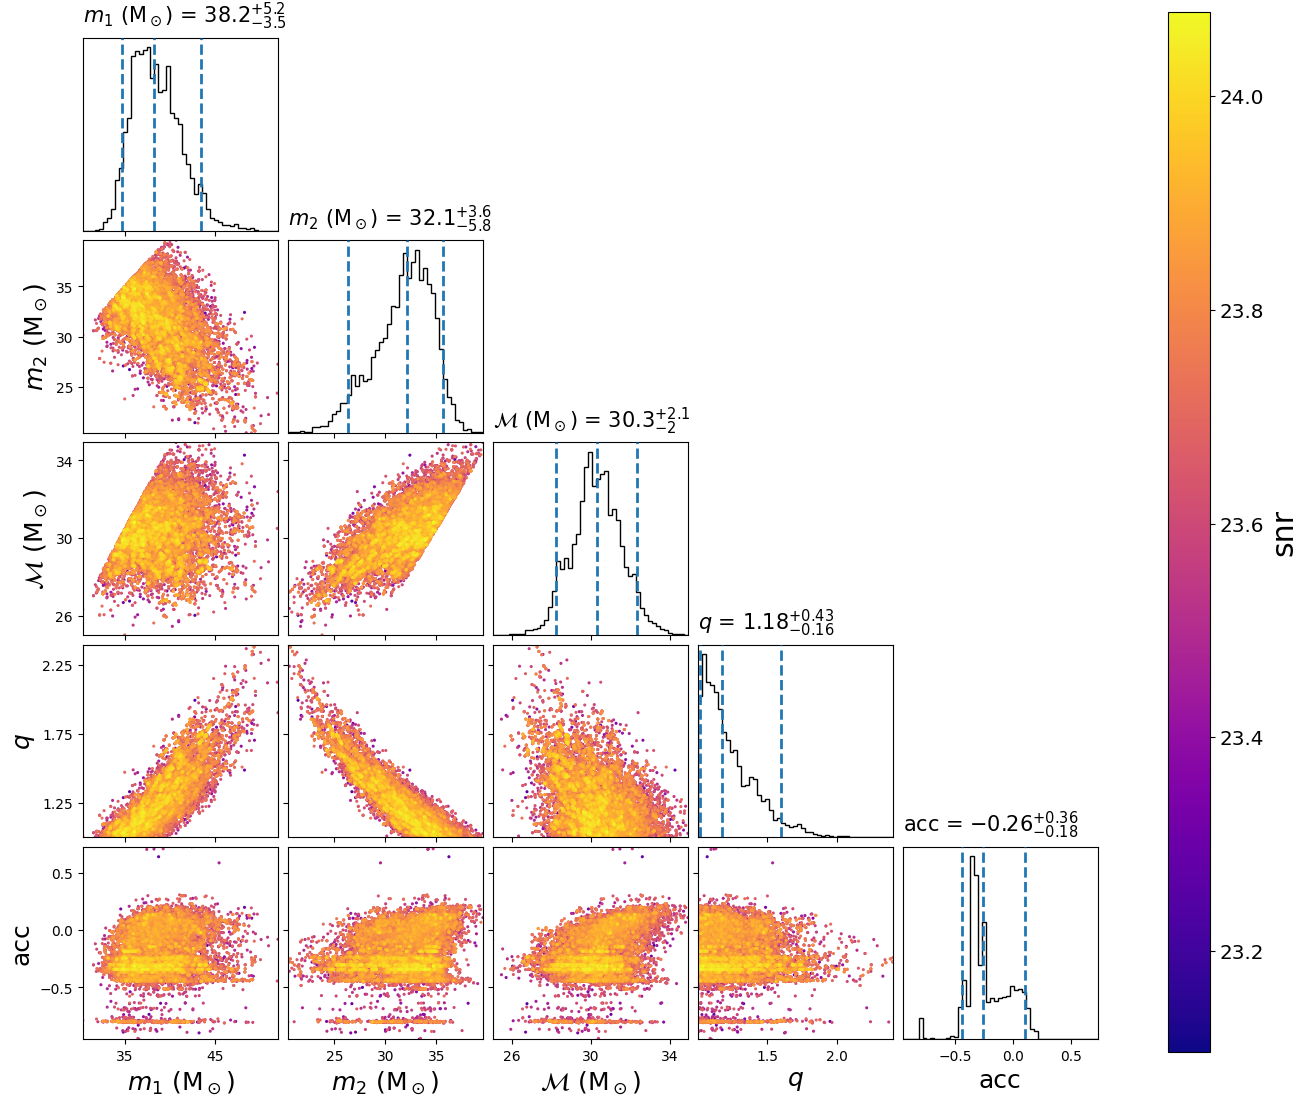 m₁ (M⊙) = 38.2 +5.2 −3.5
m₂ (M⊙) = 32.1 +3.6 −5.8
ℳ (M⊙) = 30.3 +2.1 −2
q = 1.18 +0.43 −0.16
acc = −0.26 +0.36 −0.18
m₂ (M⊙)
35
30
25
ℳ (M⊙)
34
30
26
q
2.25
1.75
1.25
acc
0.5
0.0
−0.5
35 45
m₁ (M⊙)
25 30 35
m₂ (M⊙)
26 30 34
ℳ (M⊙)
1.5 2.0
q
−0.5 0.0 0.5
acc
24.0
23.8
23.6
23.4
23.2
snr